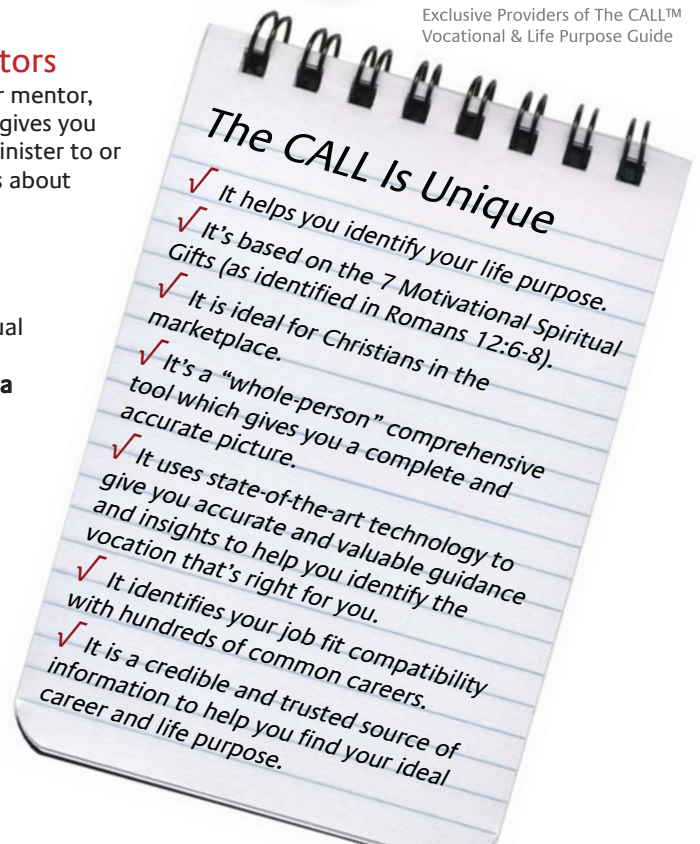 Exclusive Providers of The CALL™
Vocational & Life Purpose Guide
tors
r mentor,
gives you
inister to or
s about
ual
a
The CALL Is Unique
√ It helps you identify your life purpose.
√ It's based on the 7 Motivational Spiritual
Gifts (as identified in Romans 12:6-8).
√ It is ideal for Christians in the
marketplace.
√ It's a “whole-person” comprehensive
tool which gives you a complete and
accurate picture.
√ It uses state-of-the-art technology to
give you accurate and valuable guidance
and insights to help you identify the
vocation that's right for you.
√ It identifies your job fit compatibility
with hundreds of common careers.
√ It is a credible and trusted source of
information to help you find your ideal
career and life purpose.